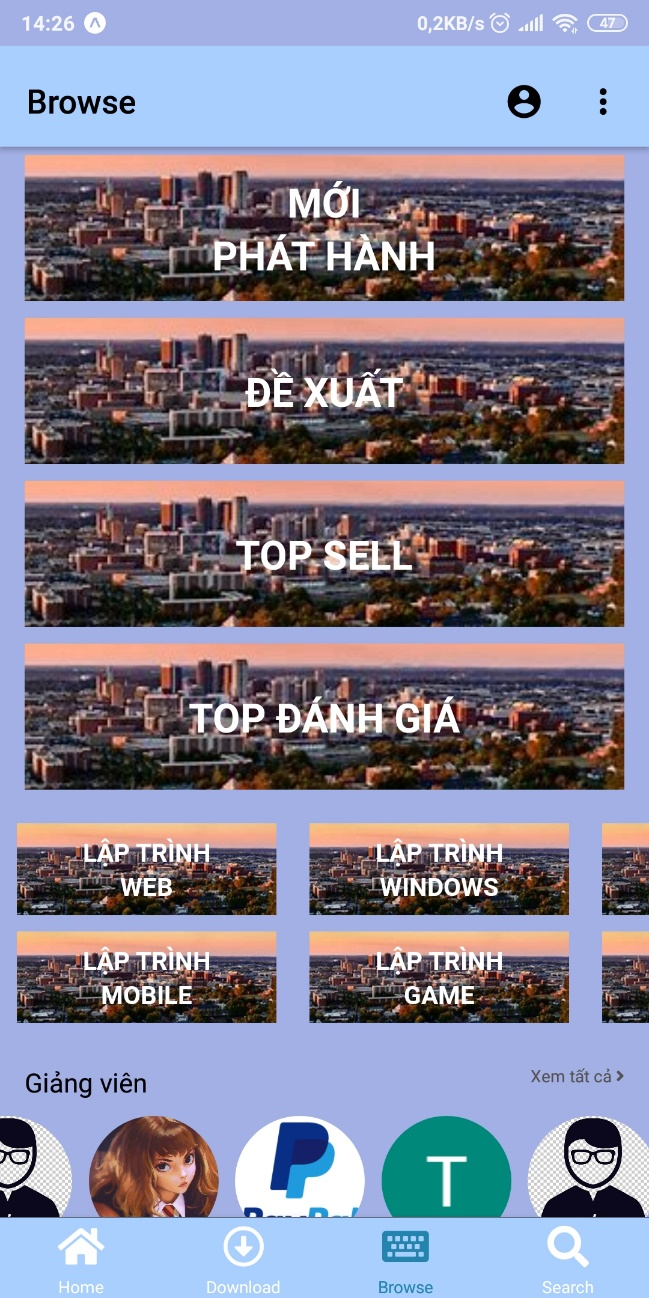 14:26
0,2KB/s
47
Browse
MỚI
PHÁT HÀNH
ĐỀ XUẤT
TOP SELL
TOP ĐÁNH GIÁ
LẬP TRÌNH
WEB
LẬP TRÌNH
WINDOWS
LẬP TRÌNH
MOBILE
LẬP TRÌNH
GAME
Giảng viên
Xem tất cả
T
Home
Download
Browse
Search